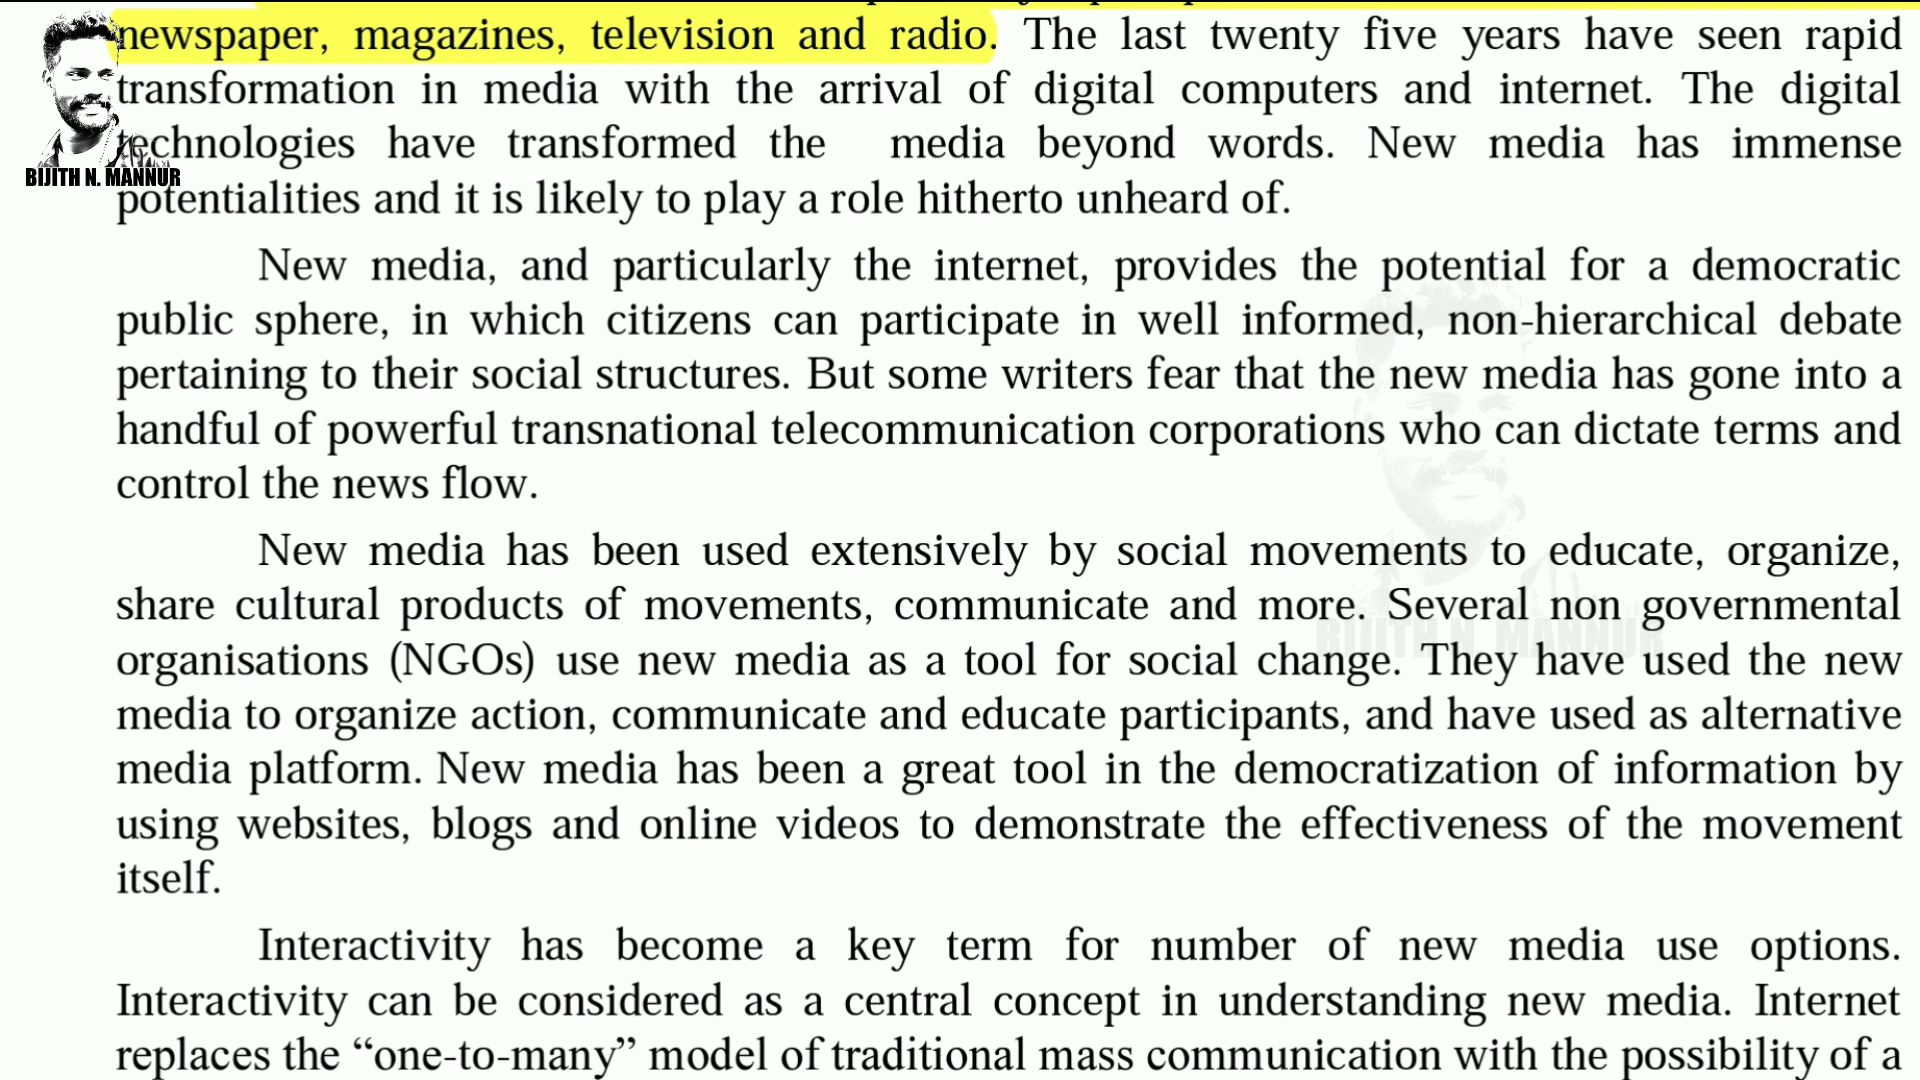 newspaper, magazines, television and radio. The last twenty five years have seen rapid
transformation in media with the arrival of digital computers and internet. The digital
technologies have transformed the media beyond words. New media has immense
BIJITH N. MANNUR
potentialities and it is likely to play a role hitherto unheard of.
New media, and particularly the internet, provides the potential for a democratic
public sphere, in which citizens can participate in well informed, non-hierarchical debate
pertaining to their social structures. But some writers fear that the new media has gone into a
handful of powerful transnational telecommunication corporations who can dictate terms and
control the news flow.
New media has been used extensively by social movements to educate, organize,
share cultural products of movements, communicate and more. Several non governmental
BIJITH N. MANNUR
organisations (NGOs) use new media as a tool for social change. They have used the new
media to organize action, communicate and educate participants, and have used as alternative
media platform. New media has been a great tool in the democratization of information by
using websites, blogs and online videos to demonstrate the effectiveness of the movement
itself.
Interactivity has become a key term for number of new media use options.
Interactivity can be considered as a central concept in understanding new media. Internet
replaces the “one-to-many” model of traditional mass communication with the possibility of a